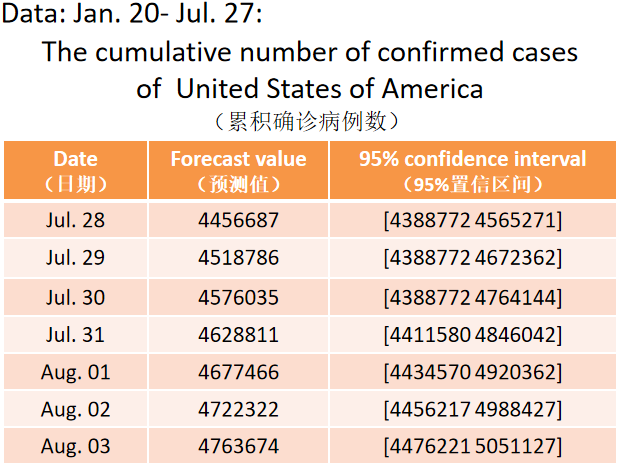 Data: Jan. 20- Jul. 27:
The cumulative number of confirmed cases
of United States of America
（累积确诊病例数）
Date Forecast value 95% confidence interval
（日期） （预测值） （95%置信区间）
Jul. 28 4456687 [4388772 4565271]
Jul. 29 4518786 [4388772 4672362]
Jul. 30 4576035 [4388772 4764144]
Jul. 31 4628811 [4411580 4846042]
Aug. 01 4677466 [4434570 4920362]
Aug. 02 4722322 [4456217 4988427]
Aug. 03 4763674 [4476221 5051127]